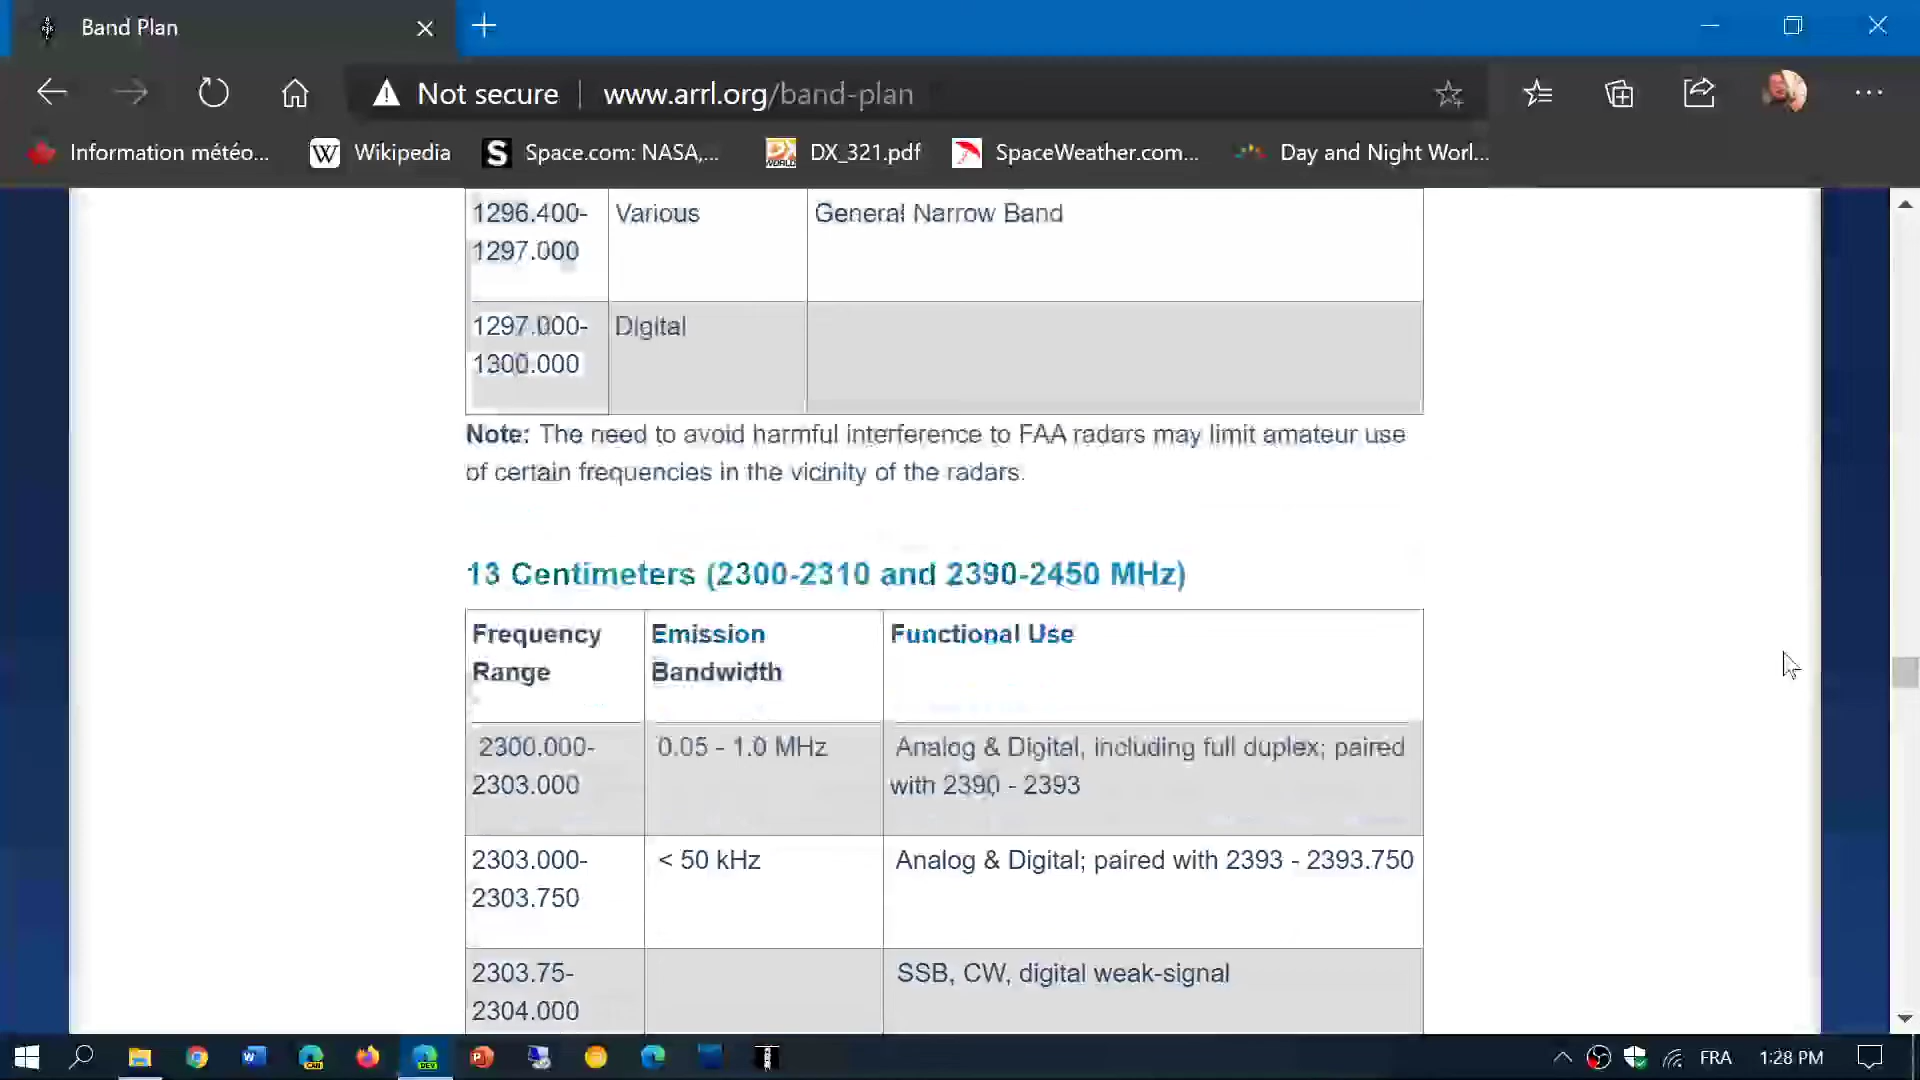 Band Plan
Not secure www.arrl.org/band-plan
Information météo... Wikipedia Space.com: NASA,... DX_321.pdf SpaceWeather.com... Day and Night Worl...
1296.400- Various General Narrow Band
1297.000
1297.000- Digital
1300.000
Note: The need to avoid harmful interference to FAA radars may limit amateur use
of certain frequencies in the vicinity of the radars.
13 Centimeters (2300-2310 and 2390-2450 MHz)
Frequency Emission Functional Use
Range Bandwidth
2300.000- 0.05 - 1.0 MHz Analog & Digital, including full duplex; paired
2303.000 with 2390 - 2393
2303.000- < 50 kHz Analog & Digital; paired with 2393 - 2393.750
2303.750
2303.75- SSB, CW, digital weak-signal
2304.000
FRA 1:28 PM